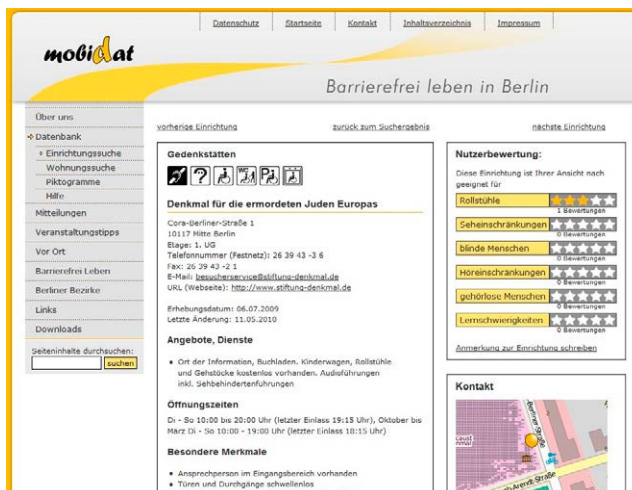 Datenschutz
Startseite
Kontakt
Inhaltsverzeichnis
Impressum
mobidat
Barrierefrei leben in Berlin
Über uns
Datenbank
Einrichtungssuche
Wohnungssuche
Piktogramme
Hilfe
Mitteilungen
Veranstaltungstipps
Vor Ort
Barrierefrei Leben
Berliner Bezirke
Links
Downloads
Seiteninhalte durchsuchen:
suchen
vorherige Einrichtung
zurück zum Suchergebnis
nächste Einrichtung
Gedenkstätten
?
WC
P
Denkmal für die ermordeten Juden Europas
Cora-Berliner-Straße 1
10117 Mitte Berlin
Etage: 1. UG
Telefonnummer (Festnetz): 26 39 43 -3 6
Fax: 26 39 43 -2 1
E-Mail: besucherservice@stiftung-denkmal.de
URL (Webseite): http://www.stiftung-denkmal.de
Erhebungsdatum: 06.07.2009
Letzte Änderung: 11.05.2010
Angebote, Dienste
Ort der Information, Buchladen. Kinderwagen, Rollstühle
und Gehstöcke kostenlos vorhanden. Audioführungen
inkl. Sehbehindertenführungen
Öffnungszeiten
Di - So 10:00 bis 20:00 Uhr (letzter Einlass 19:15 Uhr), Oktober bis
März Di - So 10:00 - 19:00 Uhr (letzter Einlass 18:15 Uhr)
Besondere Merkmale
Ansprechperson im Eingangsbereich vorhanden
Türen und Durchgänge schwellenlos
Nutzerbewertung:
Diese Einrichtung ist Ihrer Ansicht nach
geeignet für
Rollstühle
1 Bewertungen
Seheinschränkungen
0 Bewertungen
blinde Menschen
0 Bewertungen
Höreinschränkungen
0 Bewertungen
gehörlose Menschen
0 Bewertungen
Lernschwierigkeiten
0 Bewertungen
Anmerkung zur Einrichtung schreiben
Kontakt
Berliner Straße
Arendt Straße